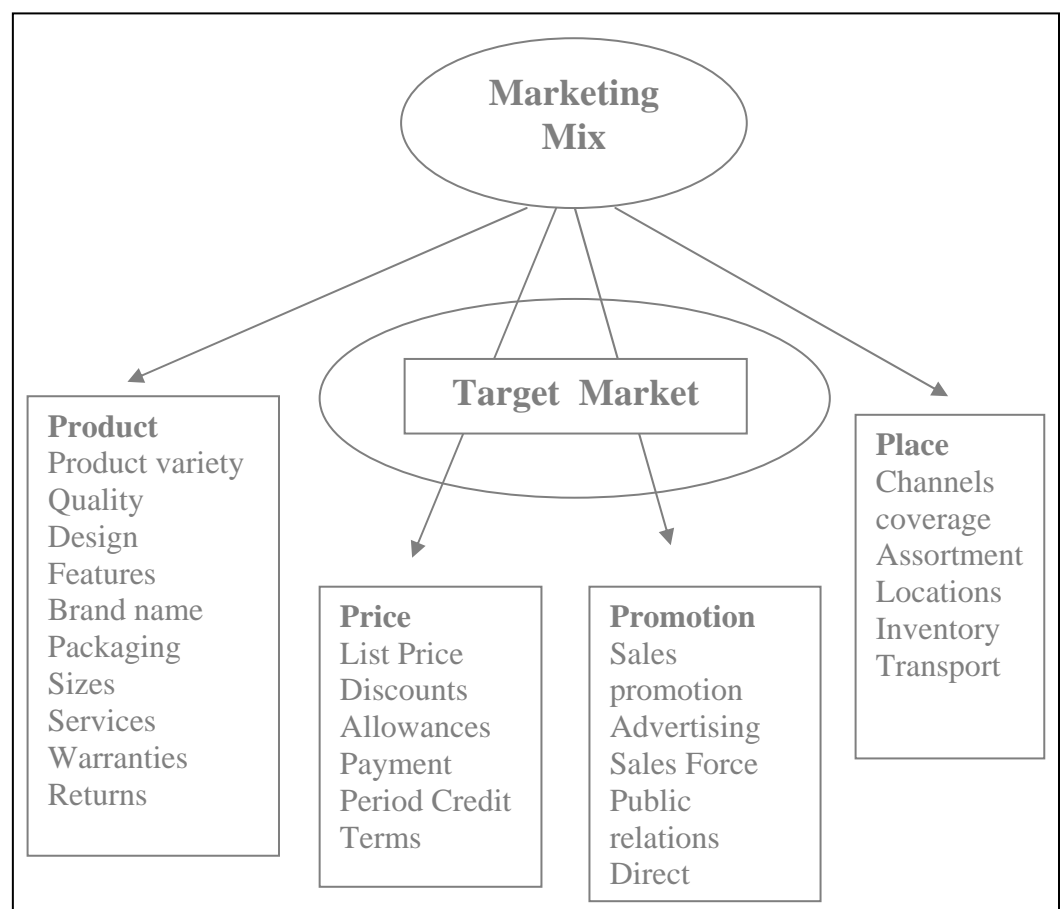 Marketing
Mix
Target Market
Product
Product variety
Quality
Design
Features
Brand name
Packaging
Sizes
Services
Warranties
Returns
Price
List Price
Discounts
Allowances
Payment
Period Credit
Terms
Promotion
Sales
promotion
Advertising
Sales Force
Public
relations
Direct
Place
Channels
coverage
Assortment
Locations
Inventory
Transport